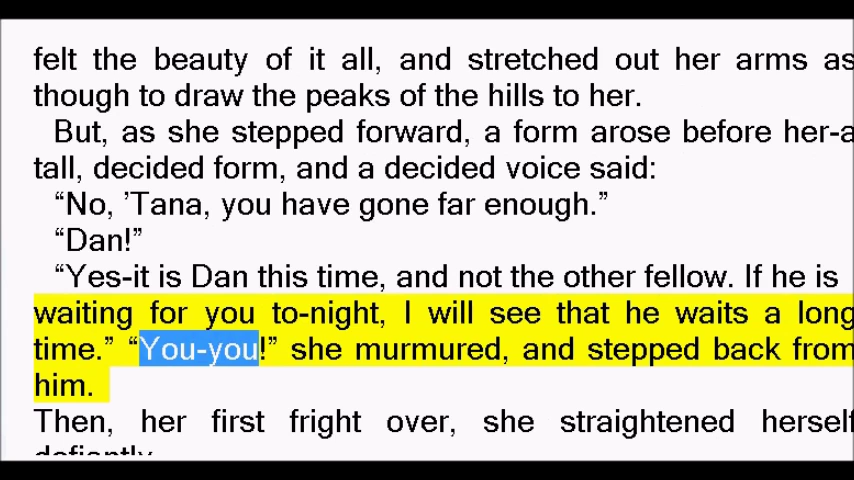 felt the beauty of it all, and stretched out her arms as
though to draw the peaks of the hills to her.
But, as she stepped forward, a form arose before her-a
tall, decided form, and a decided voice said:
“No, ’Tana, you have gone far enough.”
“Dan!”
“Yes-it is Dan this time, and not the other fellow. If he is
waiting for you to-night, I will see that he waits a long
time.” “You-you!” she murmured, and stepped back from
him.
Then, her first fright over, she straightened herself
defiantly.